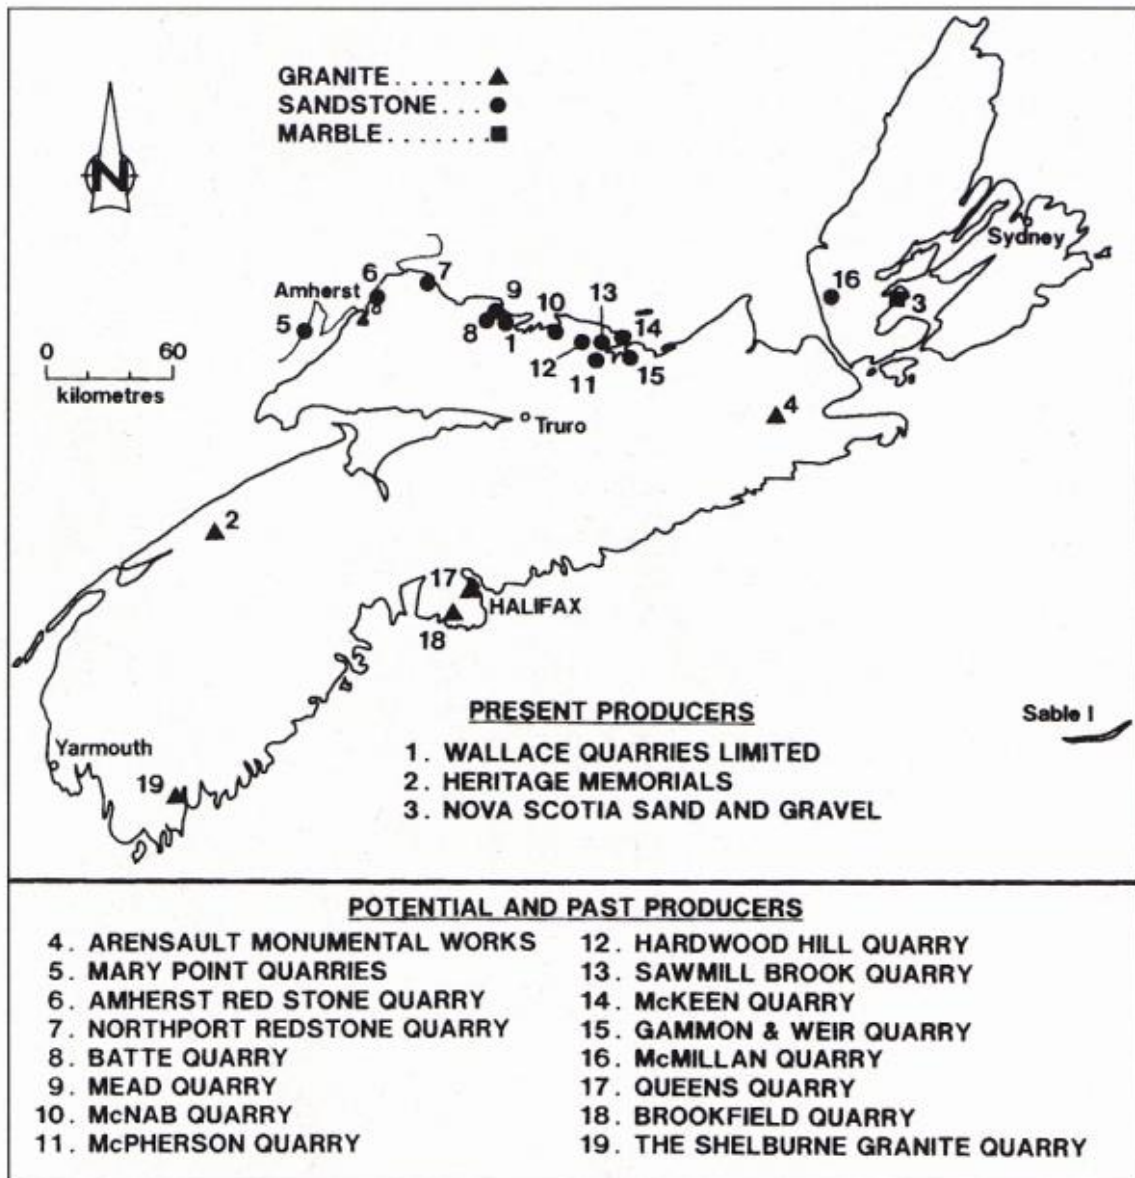 GRANITE......▲
SANDSTONE...●
MARBLE.......■
N
Sydney
16
3
6
7
Amherst
5
9
8
1
10
13
14
12
11
15
0 60
kilometres
4
Truro
2
17
HALIFAX
18
PRESENT PRODUCERS
Sable I
1. WALLACE QUARRIES LIMITED
2. HERITAGE MEMORIALS
3. NOVA SCOTIA SAND AND GRAVEL
Yarmouth
19
POTENTIAL AND PAST PRODUCERS
4. ARENSAULT MONUMENTAL WORKS
5. MARY POINT QUARRIES
6. AMHERST RED STONE QUARRY
7. NORTHPORT REDSTONE QUARRY
8. BATTE QUARRY
9. MEAD QUARRY
10. McNAB QUARRY
11. McPHERSON QUARRY
12. HARDWOOD HILL QUARRY
13. SAWMILL BROOK QUARRY
14. McKEEN QUARRY
15. GAMMON & WEIR QUARRY
16. McMILLAN QUARRY
17. QUEENS QUARRY
18. BROOKFIELD QUARRY
19. THE SHELBURNE GRANITE QUARRY